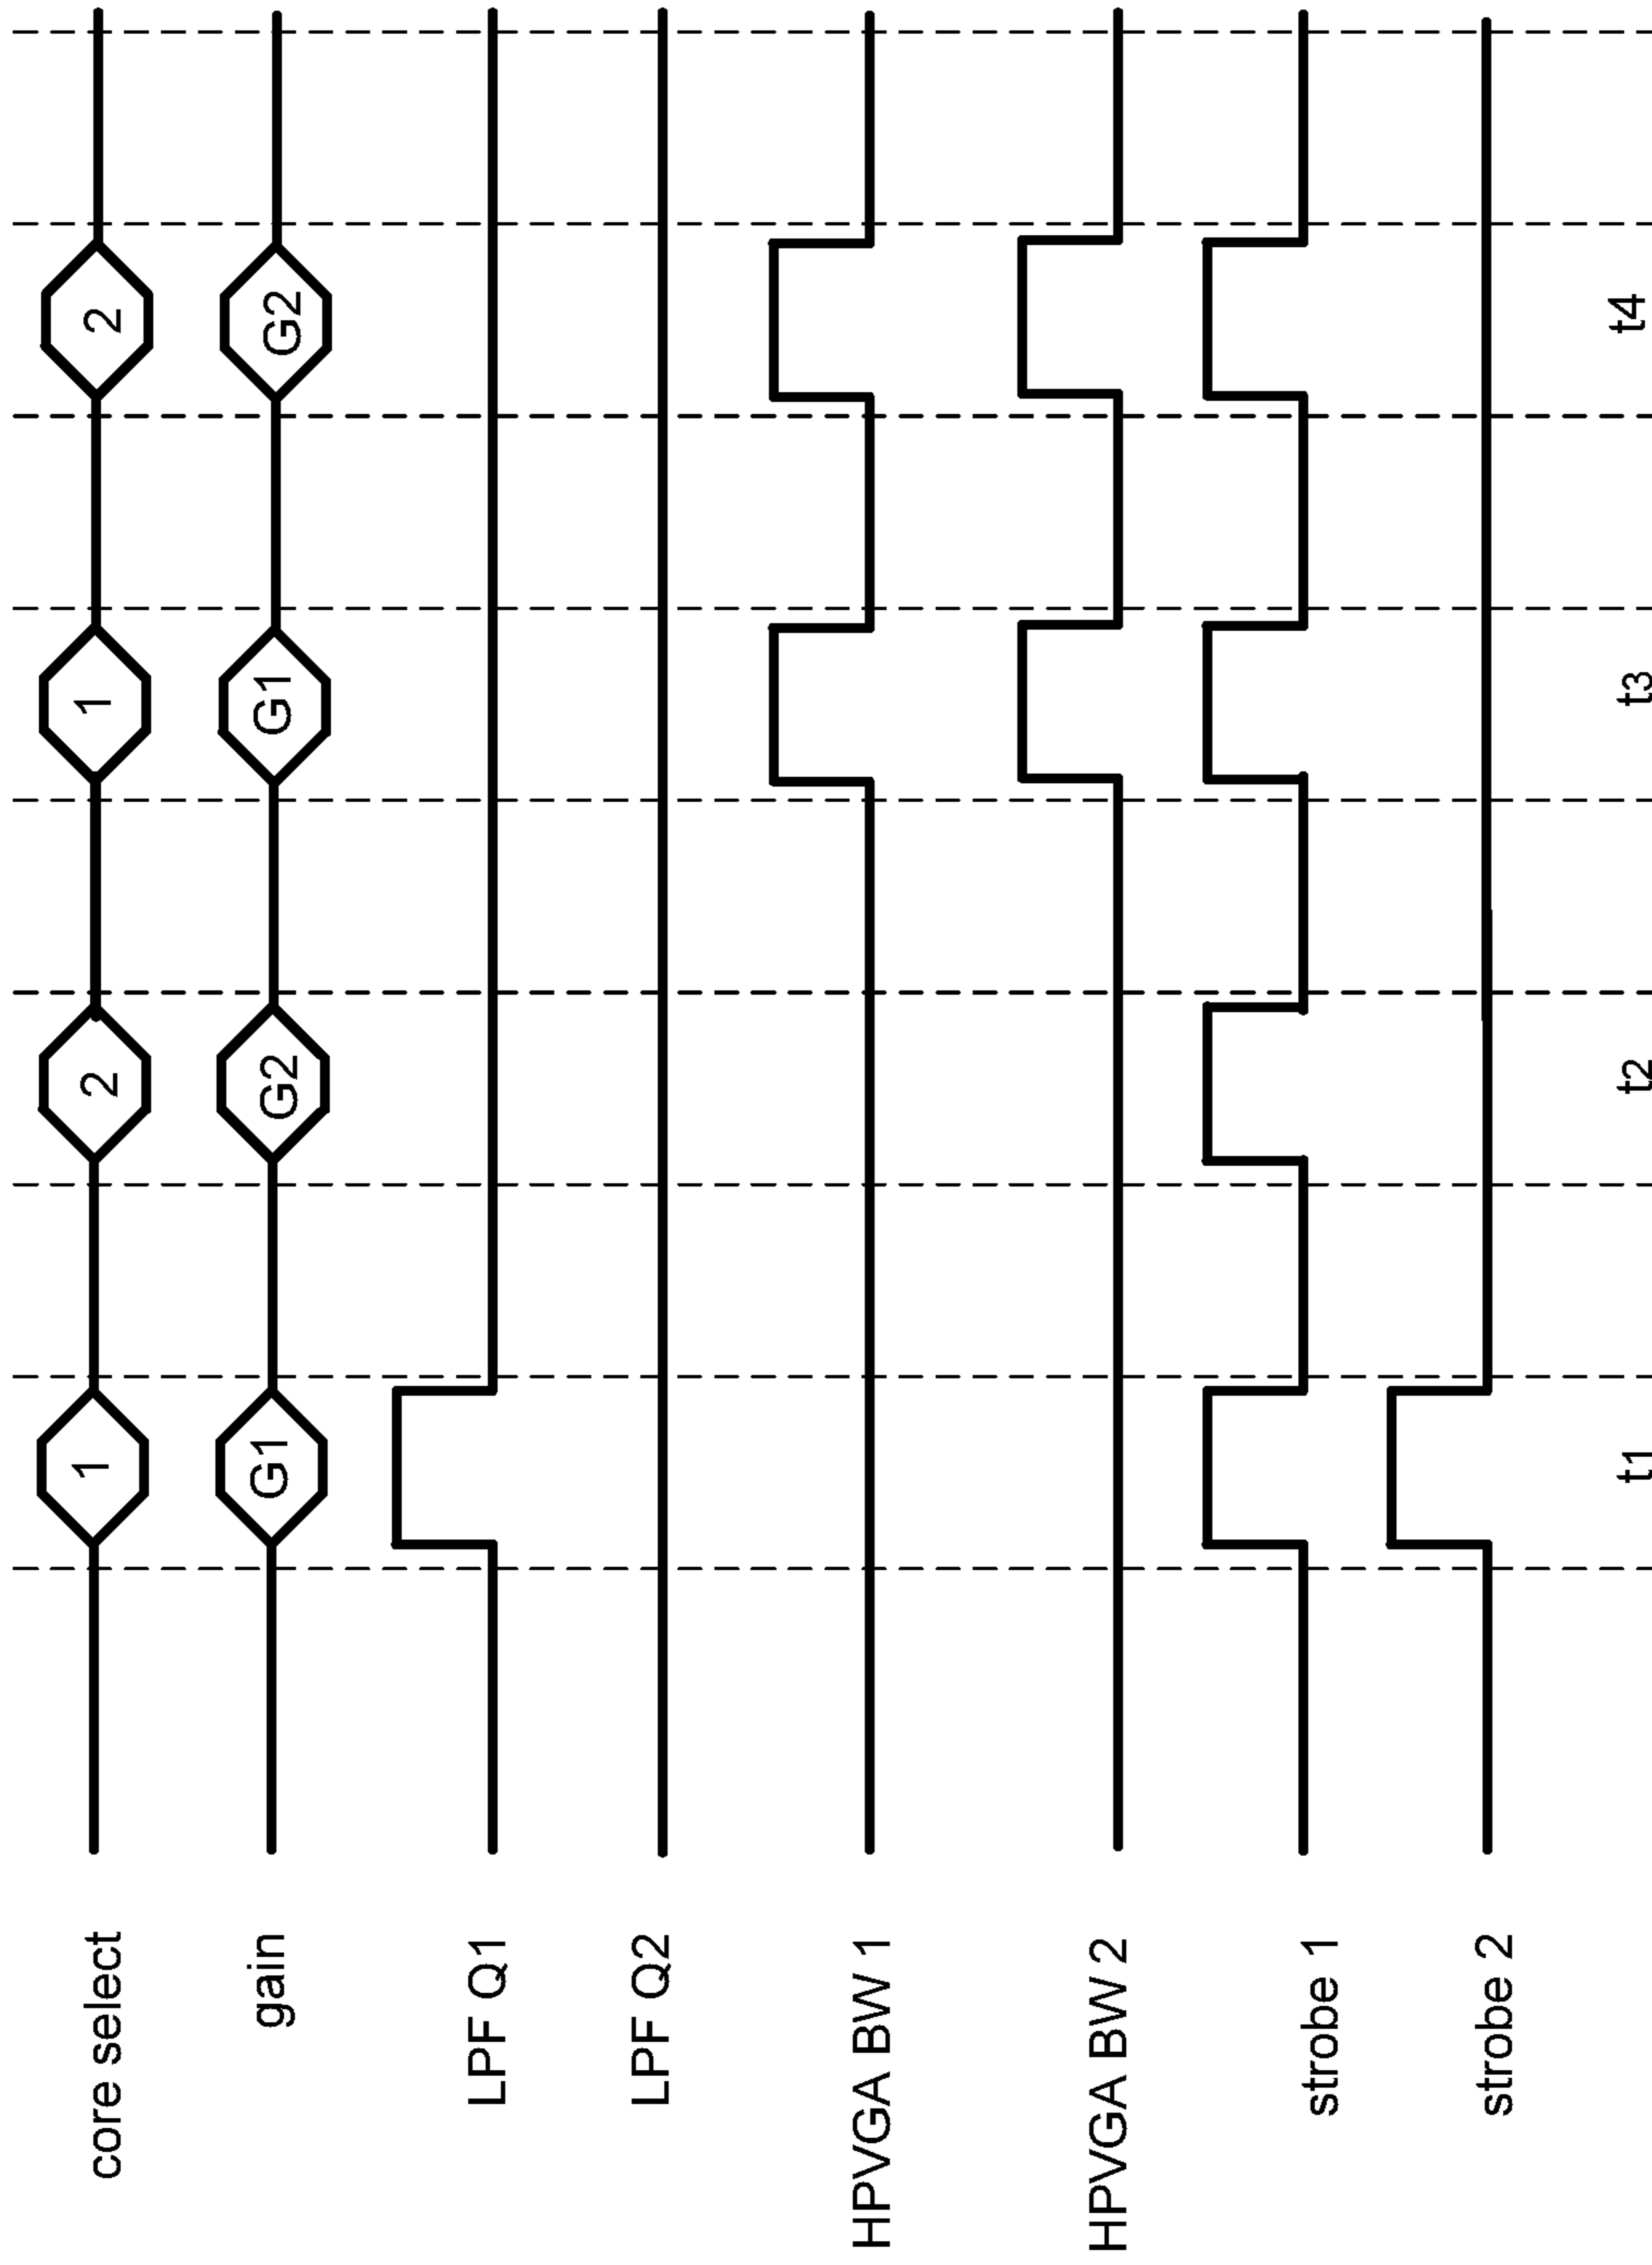 core select
1
2
1
2
gain
G1
G2
G1
G2
LPF Q1
LPF Q2
HPVGA BW 1
HPVGA BW 2
strobe 1
strobe 2
t1
t2
t3
t4